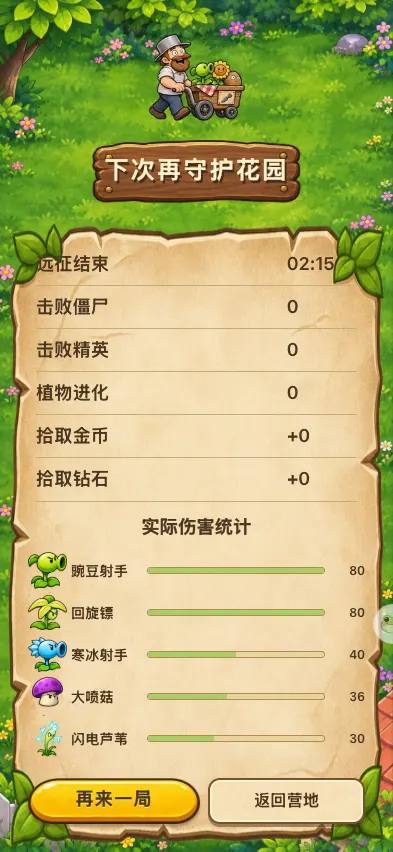 下次再守护花园
远征结束 02:15
击败僵尸 0
击败精英 0
植物进化 0
拾取金币 +0
拾取钻石 +0
实际伤害统计
豌豆射手 80
回旋镖 80
寒冰射手 40
大喷菇 36
闪电芦苇 30
再来一局 返回营地